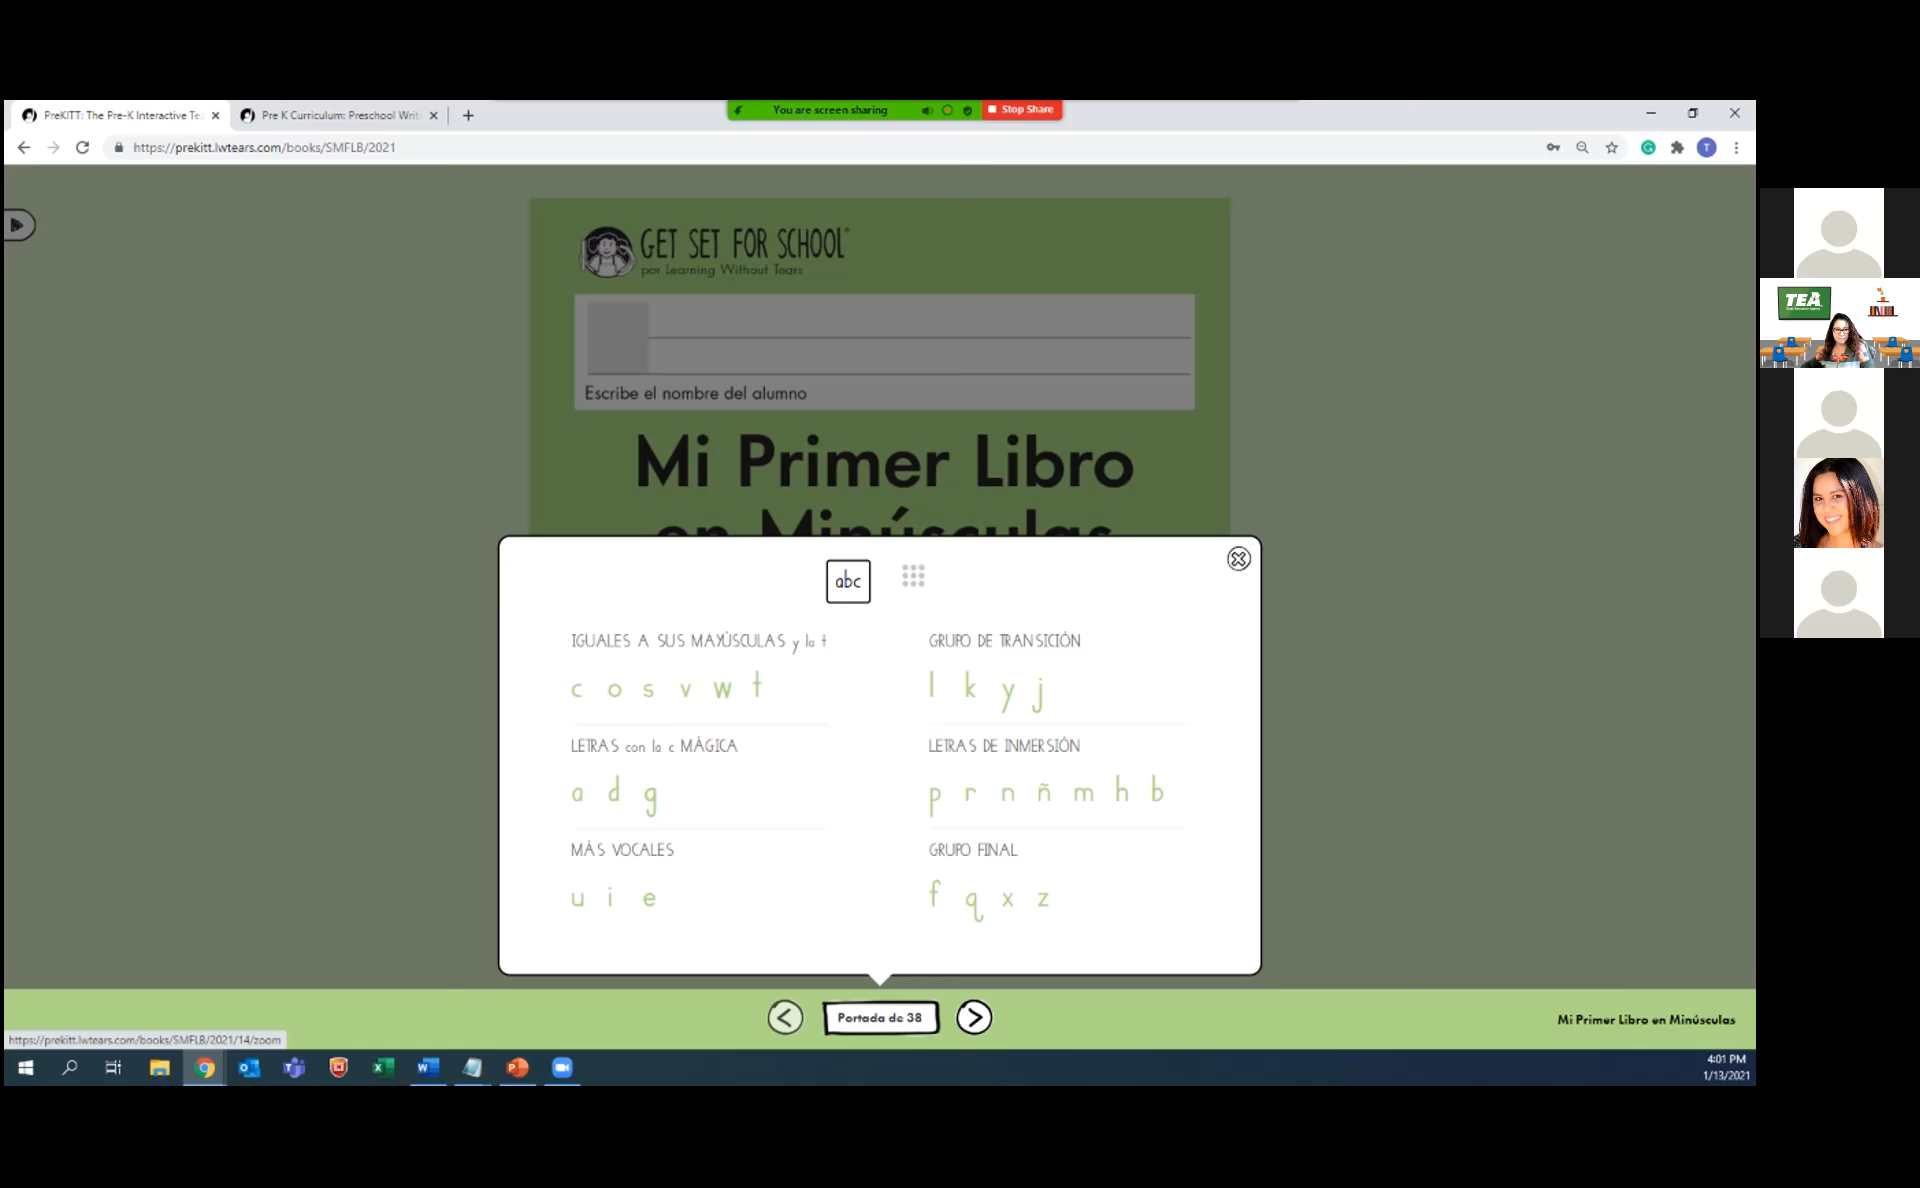 PreKITT: The Pre-K Interactive Te
Pre K Curriculum: Preschool Writ
You are screen sharing
Stop Share
https://prekitt.lwtears.com/books/SMFLB/2021
T
GET SET FOR SCHOOL®
por Learning Without Tears
Escribe el nombre del alumno
Mi Primer Libro
en Minúsculas
abc
IGUALES A SUS MAYÚSCULAS y la t
c o s v w t
LETRAS con la c MÁGICA
a d g
MÁS VOCALES
u i e
GRUPO DE TRANSICIÓN
l k y j
LETRAS DE INMERSIÓN
p r n ñ m h b
GRUPO FINAL
f q x z
Portada de 38
Mi Primer Libro en Minúsculas
https://prekitt.lwtears.com/books/SMFLB/2021/14/zoom
4:01 PM
1/13/2021
TEA